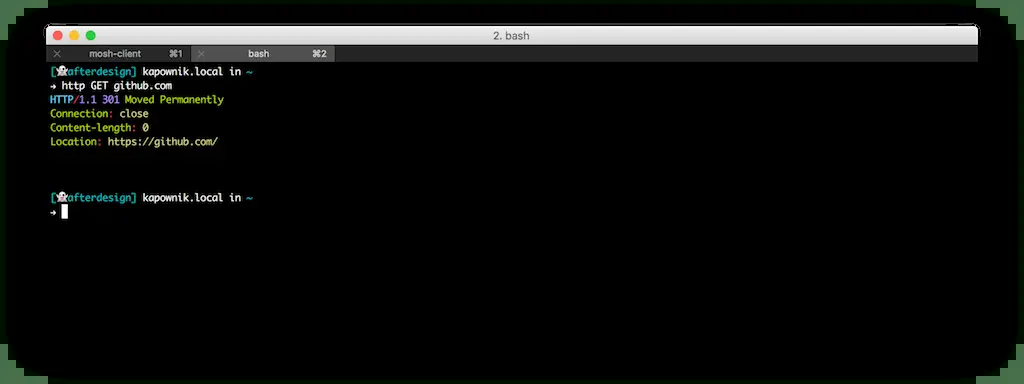 2. bash
mosh-client ⌘1 bash ⌘2
[👻afterdesign] kapownik.local in ~
➜ http GET github.com
HTTP/1.1 301 Moved Permanently
Connection: close
Content-length: 0
Location: https://github.com/
[👻afterdesign] kapownik.local in ~
➜